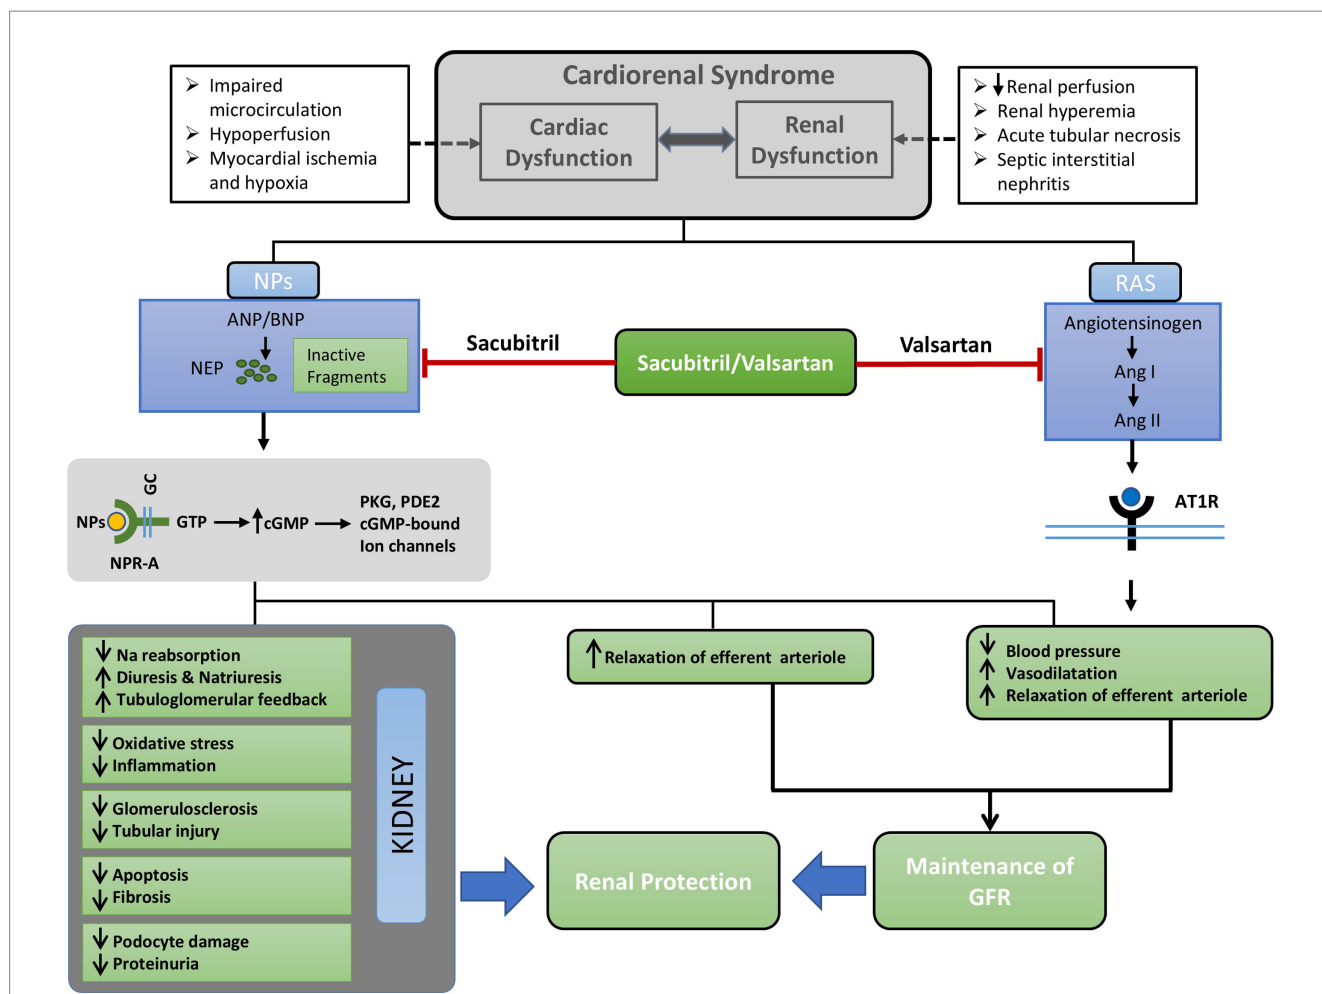 Cardiorenal Syndrome
➢ Impaired
microcirculation
➢ Hypoperfusion
➢ Myocardial ischemia
and hypoxia
Cardiac
Dysfunction
Renal
Dysfunction
➢ ↓ Renal perfusion
➢ Renal hyperemia
➢ Acute tubular necrosis
➢ Septic interstitial
nephritis
NPs
RAS
ANP/BNP
NEP
Inactive
Fragments
Sacubitril
Sacubitril/Valsartan
Valsartan
Angiotensinogen
Ang I
Ang II
GC
NPs
NPR-A
GTP
↑cGMP
PKG, PDE2
cGMP-bound
Ion channels
AT1R
↓ Na reabsorption
↑ Diuresis & Natriuresis
↑ Tubuloglomerular feedback
↓ Oxidative stress
↓ Inflammation
↓ Glomerulosclerosis
↓ Tubular injury
↓ Apoptosis
↓ Fibrosis
↓ Podocyte damage
↓ Proteinuria
KIDNEY
↑ Relaxation of efferent arteriole
↓ Blood pressure
↑ Vasodilatation
↑ Relaxation of efferent arteriole
Renal Protection
Maintenance of
GFR